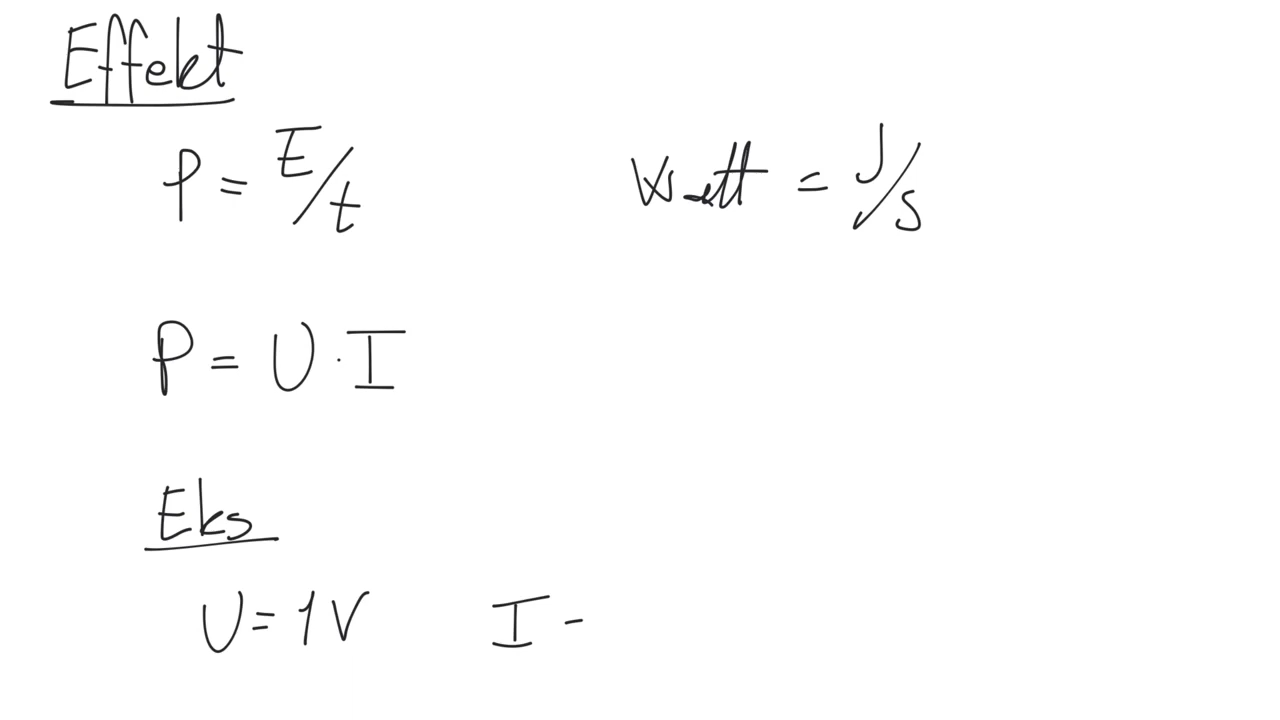 Effekt
P = E/t Watt = J/s
P = U · I
Eks
U = 1V I -